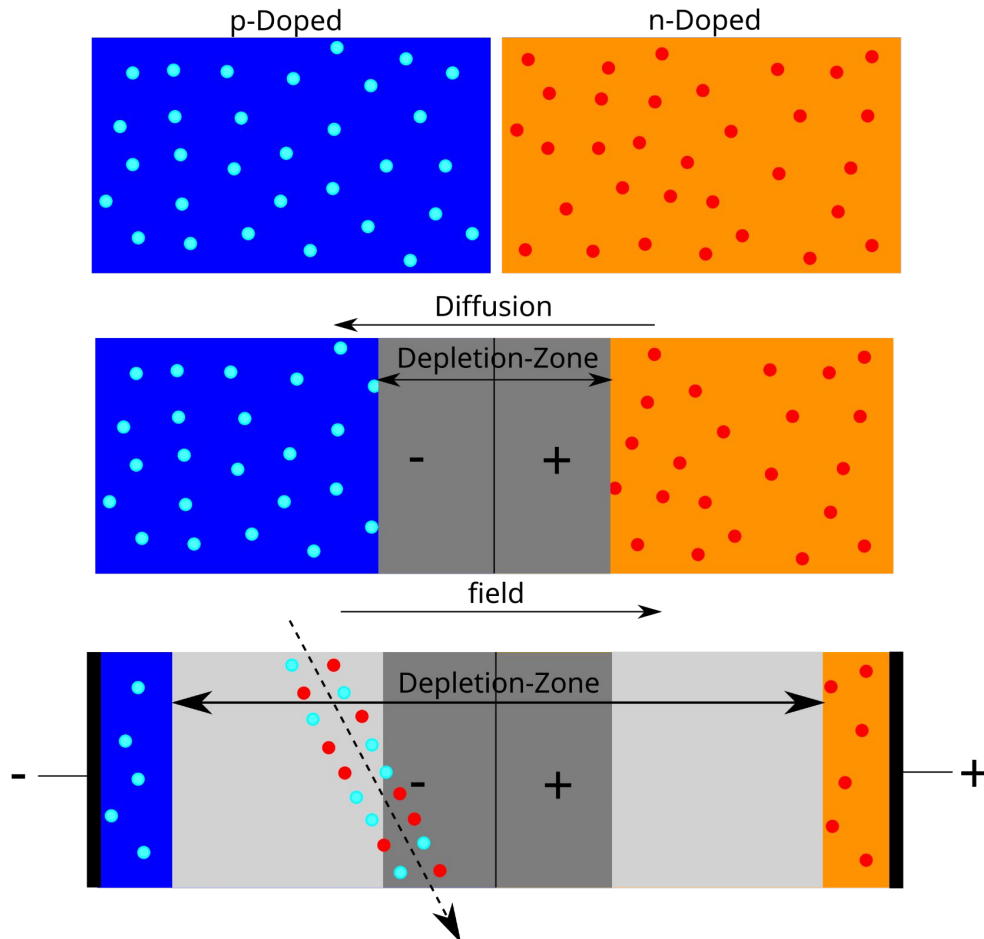 p-Doped n-Doped
Diffusion
Depletion-Zone
- +
field
Depletion-Zone
- - + +